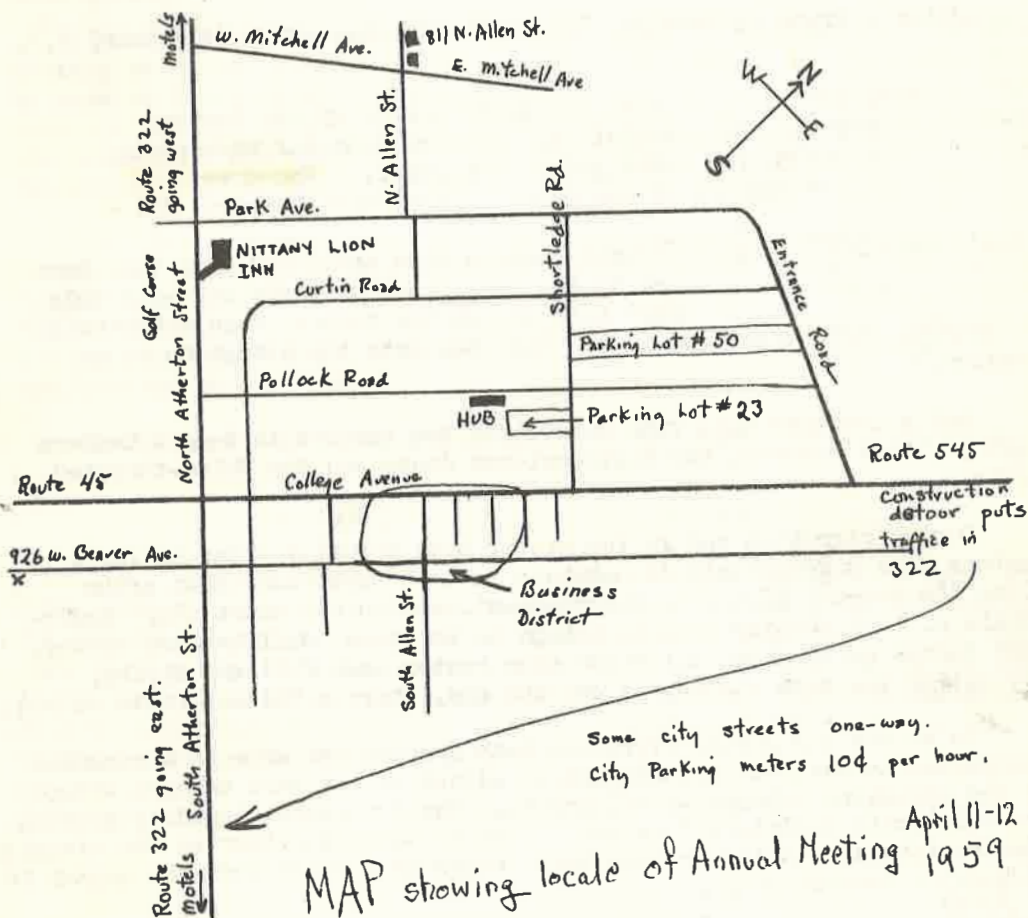 motels
W. Mitchell Ave.
811 N. Allen St.
E. Mitchell Ave
W
N
E
S
Route 322
going west
N. Allen St.
Shortledge Rd.
Park Ave.
NITTANY LION
INN
Golf Corse
North Atherton Street
Curtin Road
Entrance
Road
Parking Lot # 50
Pollock Road
HUB
Parking Lot # 23
Route 45
College Avenue
Route 545
Construction
detour puts
traffice in
322
926 W. Beaver Ave.
x
Business
District
South Allen St.
Route 322 going east.
motels
South Atherton St.
Some city streets one-way.
City Parking meters 10¢ per hour.
MAP showing locale of Annual Meeting April 11-12
1959